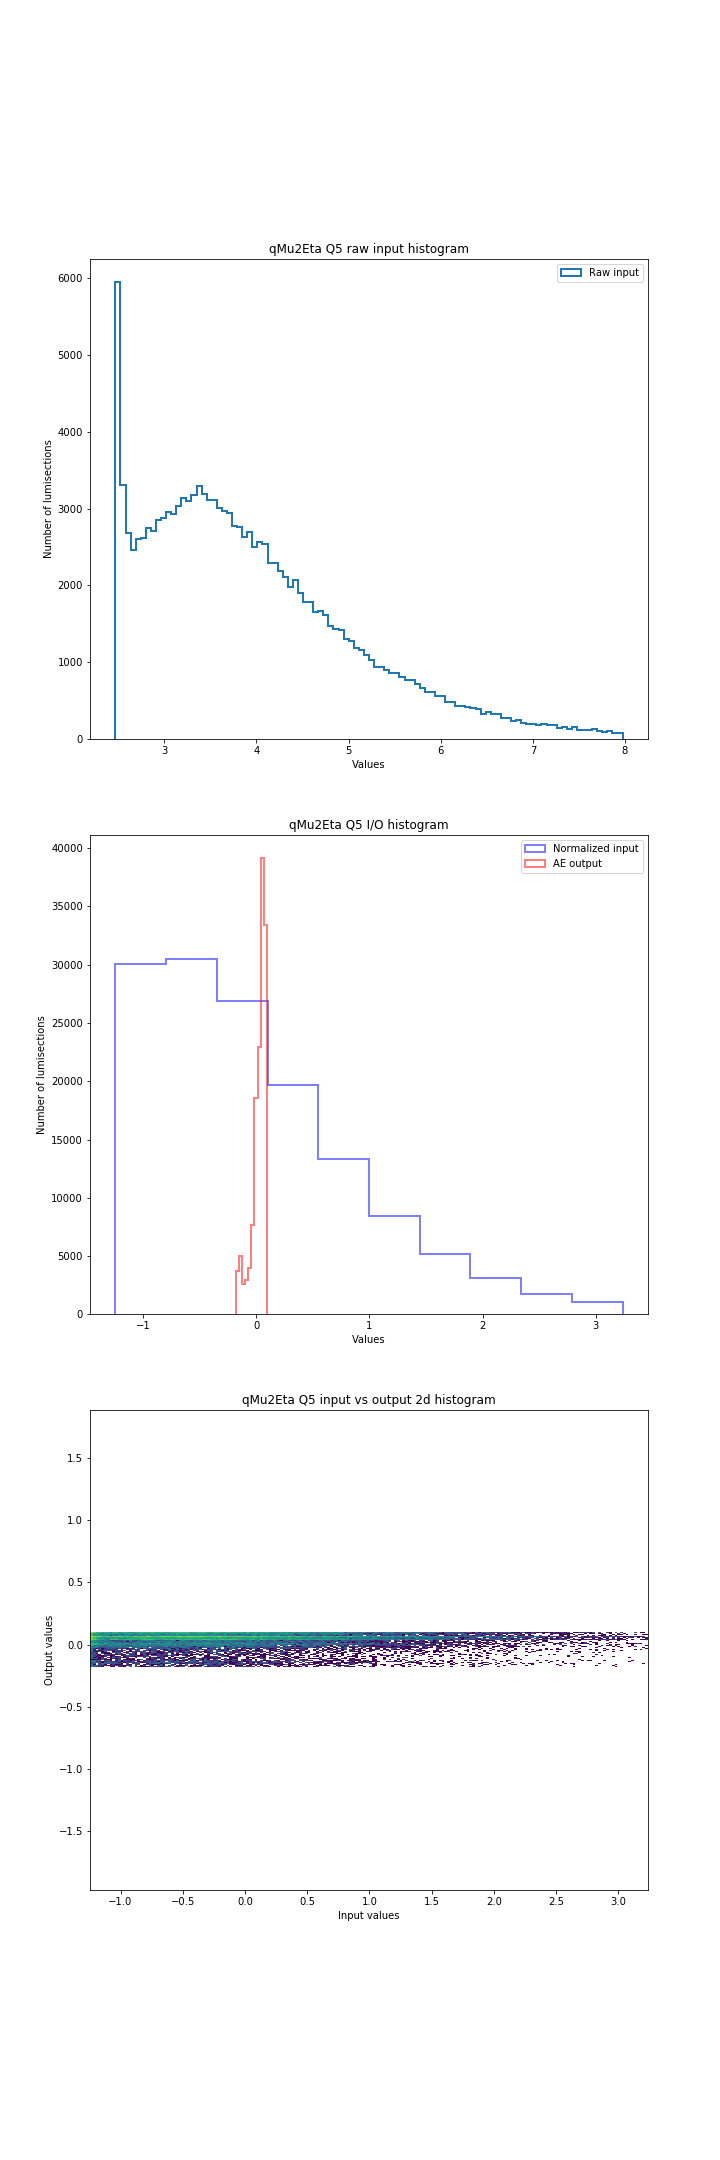 qMu2Eta Q5 raw input histogram
Raw input
6000
5000
4000
3000
2000
1000
0
Number of lumisections
3 4 5 6 7 8
Values
qMu2Eta Q5 I/O histogram
Normalized input
AE output
40000
35000
30000
25000
20000
15000
10000
5000
0
Number of lumisections
−1 0 1 2 3
Values
qMu2Eta Q5 input vs output 2d histogram
1.5
1.0
0.5
0.0
−0.5
−1.0
−1.5
Output values
−1.0 −0.5 0.0 0.5 1.0 1.5 2.0 2.5 3.0
Input values